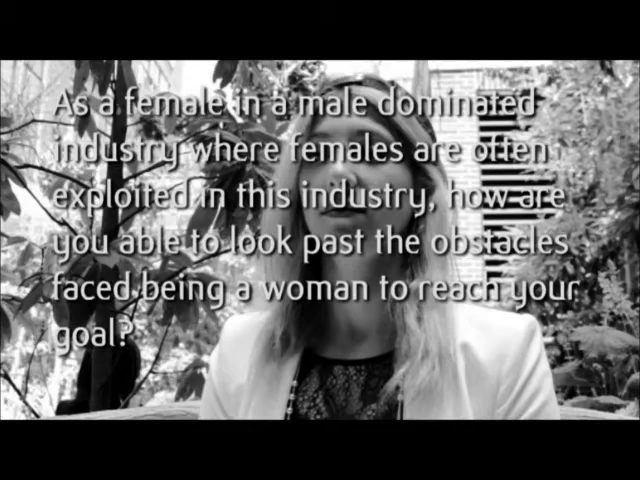 As a female in a male dominated
industry where females are often
exploited in this industry, how are
you able to look past the obstacles
faced being a woman to reach your
goal?